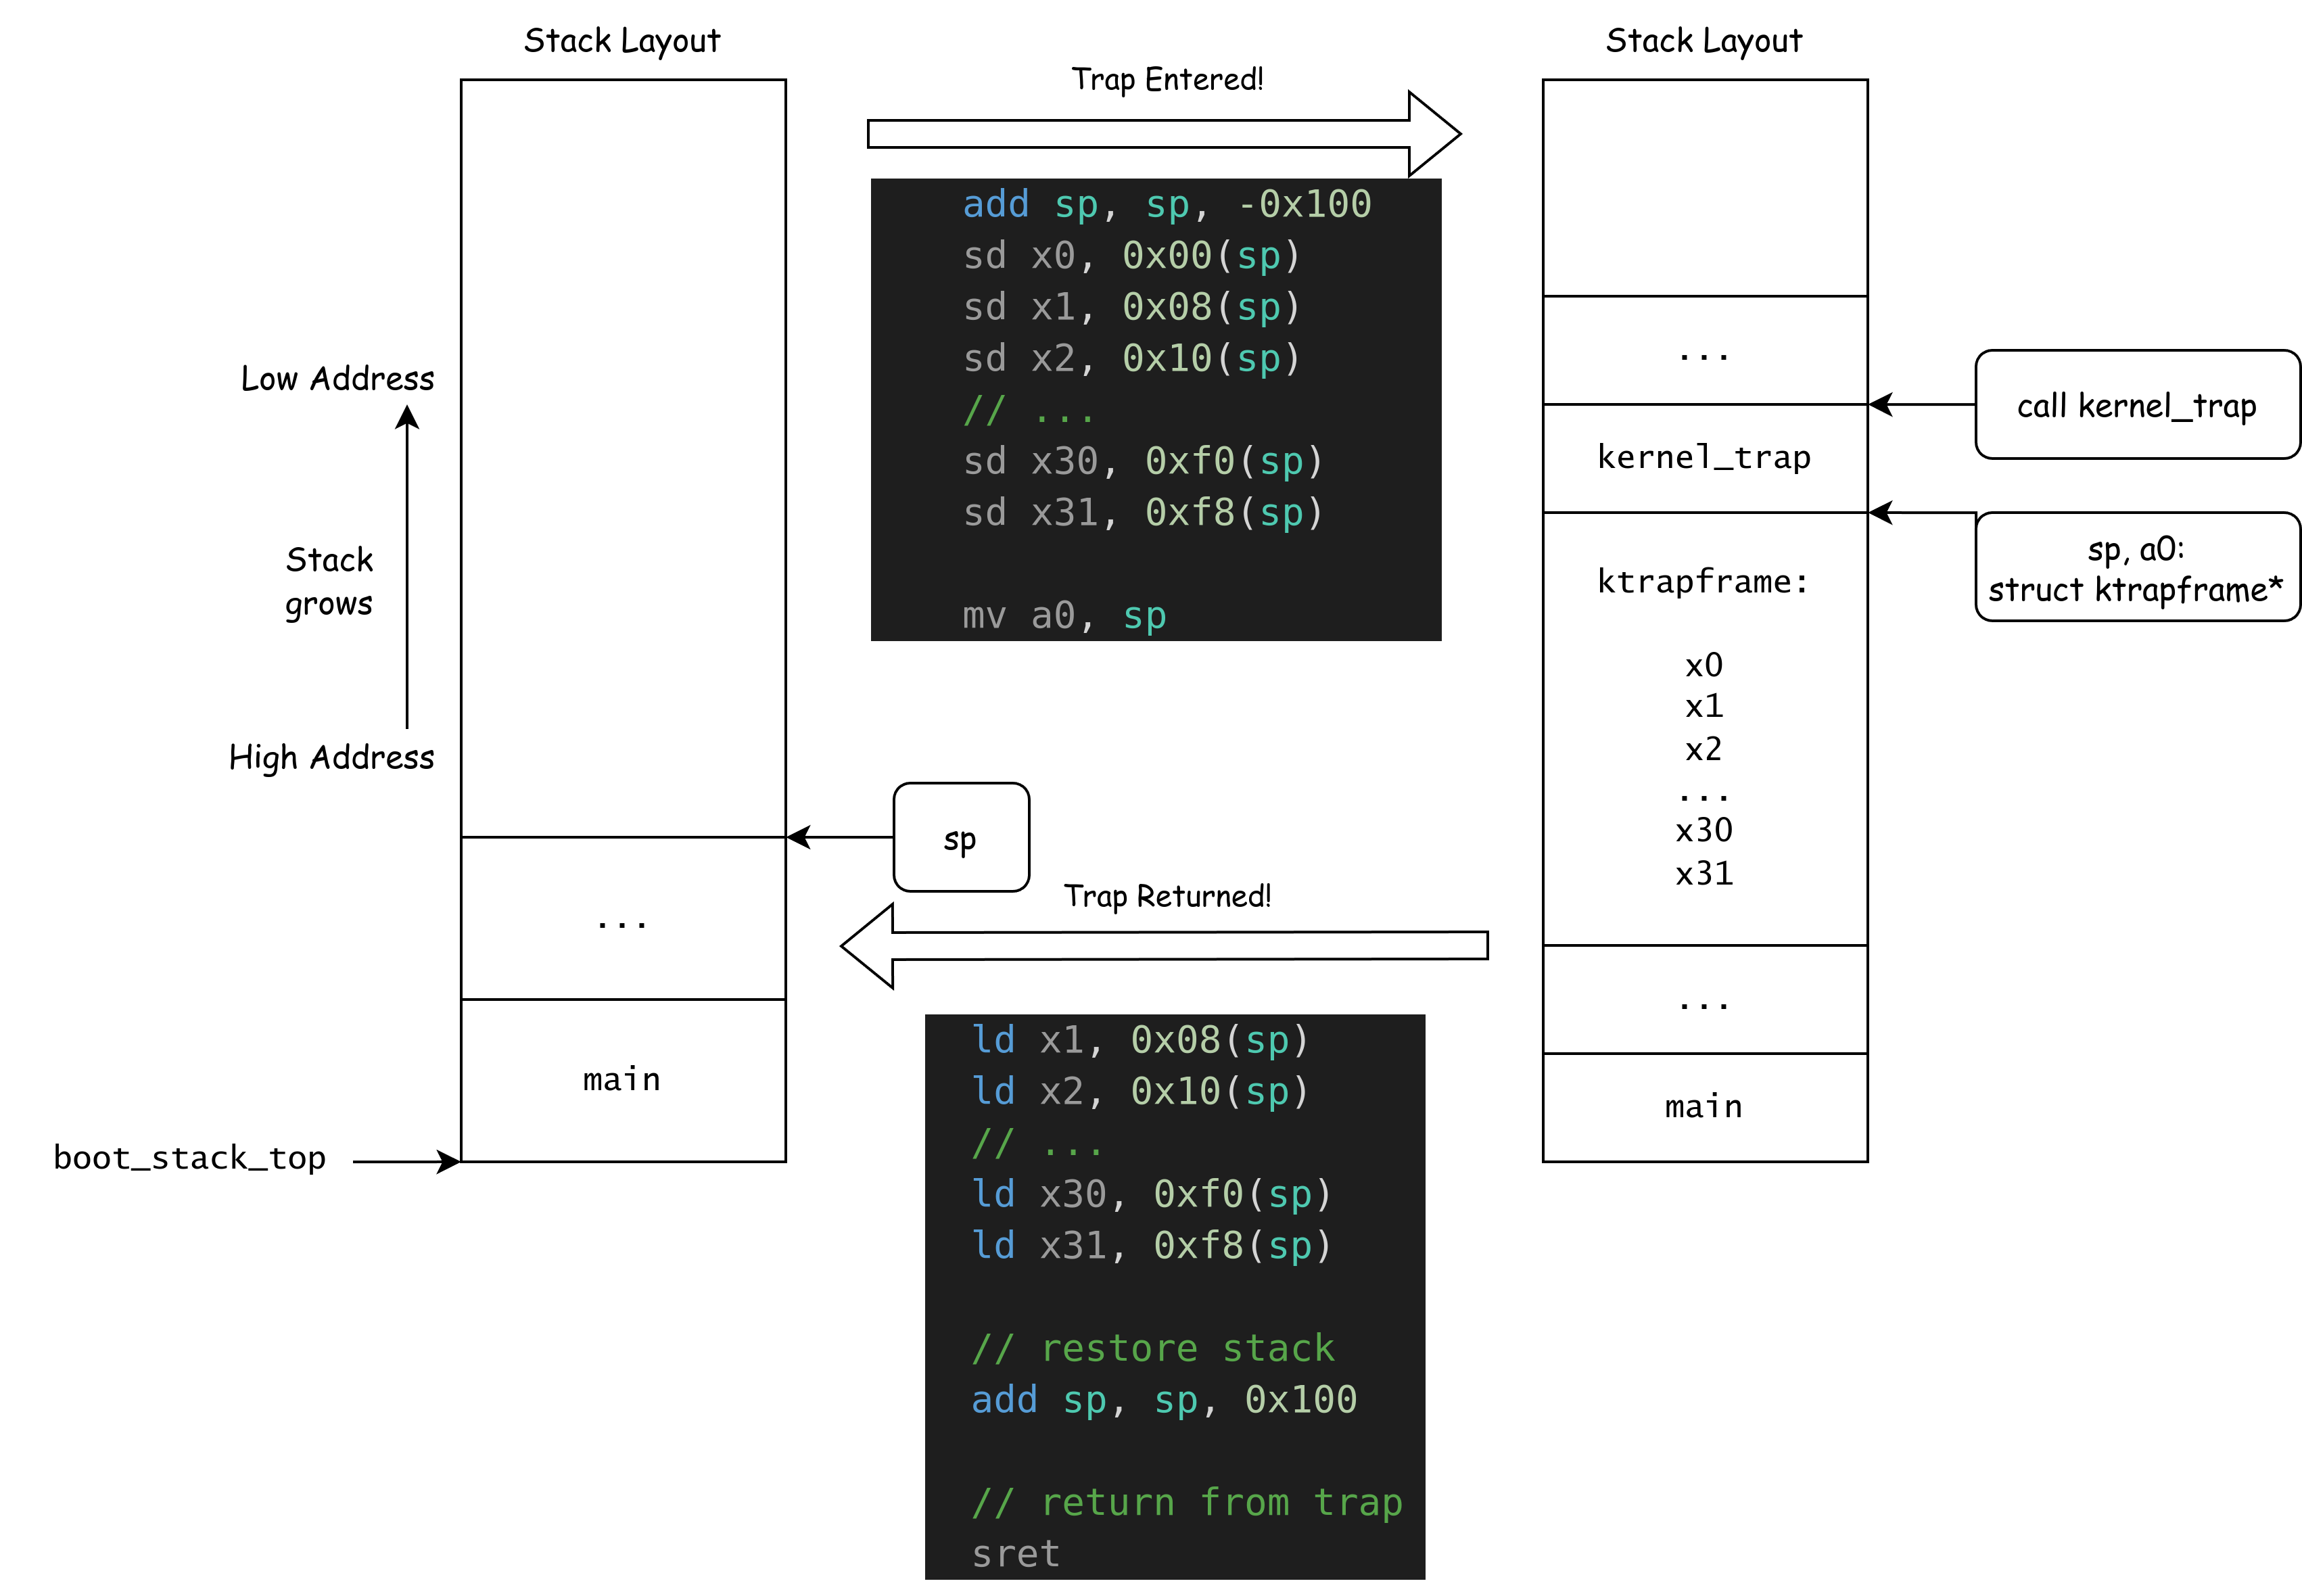 Stack Layout
Low Address
Stack
grows
High Address
boot_stack_top
...
main
sp
Trap Entered!
add sp, sp, -0x100
sd x0, 0x00(sp)
sd x1, 0x08(sp)
sd x2, 0x10(sp)
// ...
sd x30, 0xf0(sp)
sd x31, 0xf8(sp)
mv a0, sp
Trap Returned!
ld x1, 0x08(sp)
ld x2, 0x10(sp)
// ...
ld x30, 0xf0(sp)
ld x31, 0xf8(sp)
// restore stack
add sp, sp, 0x100
// return from trap
sret
Stack Layout
...
kernel_trap
ktrapframe:
x0
x1
x2
...
x30
x31
...
main
call kernel_trap
sp, a0:
struct ktrapframe*